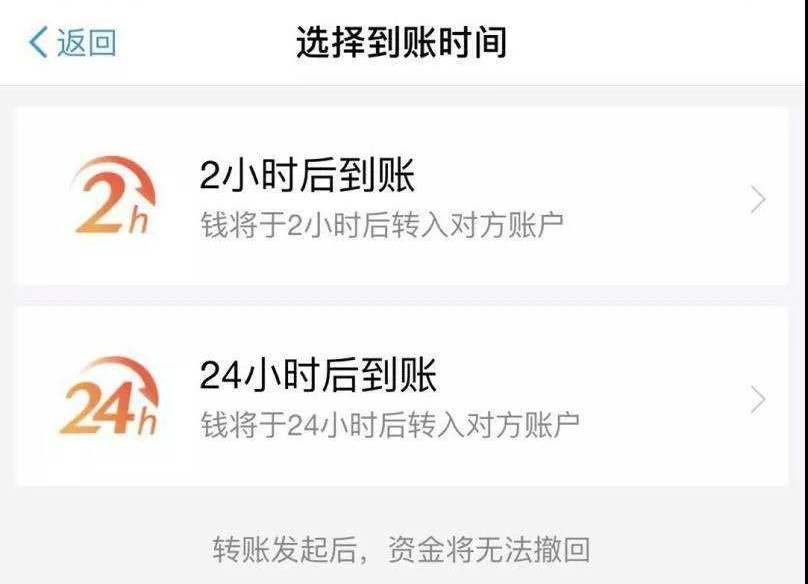 返回
选择到账时间
2h
2小时后到账
钱将于2小时后转入对方账户
24h
24小时后到账
钱将于24小时后转入对方账户
转账发起后，资金将无法撤回